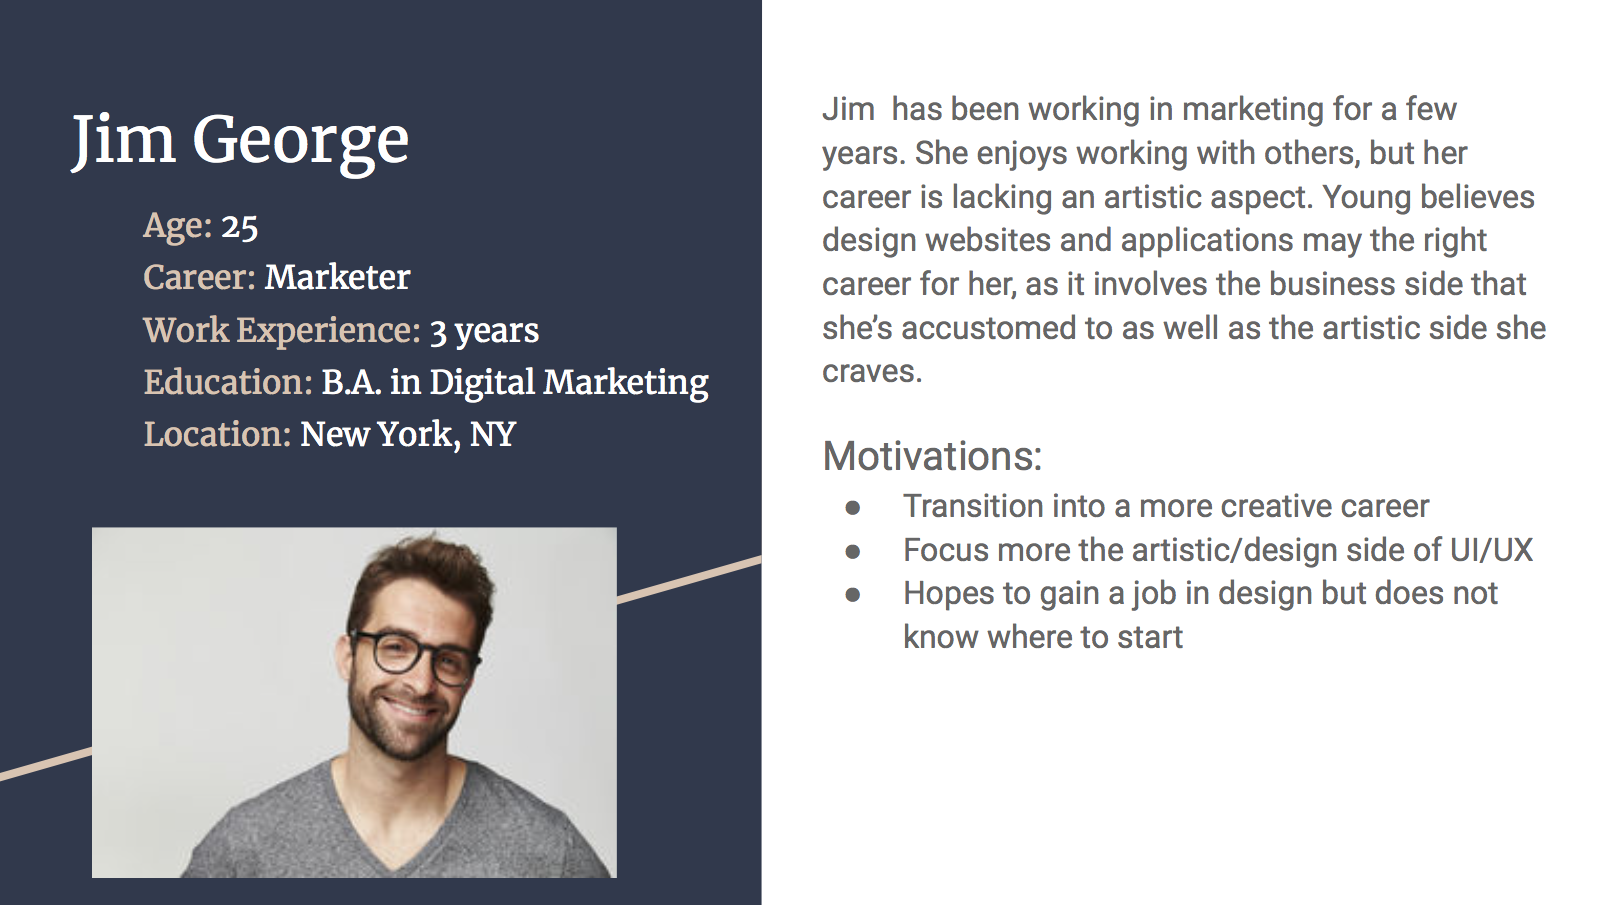 Jim George
Age: 25
Career: Marketer
Work Experience: 3 years
Education: B.A. in Digital Marketing
Location: New York, NY
Jim  has been working in marketing for a few
years. She enjoys working with others, but her
career is lacking an artistic aspect. Young believes
design websites and applications may the right
career for her, as it involves the business side that
she’s accustomed to as well as the artistic side she
craves.
Motivations:
● Transition into a more creative career
● Focus more the artistic/design side of UI/UX
● Hopes to gain a job in design but does not
know where to start